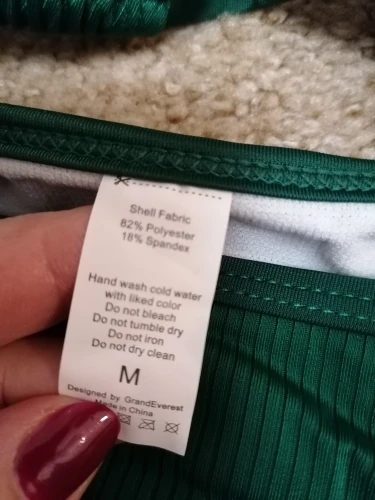 Shell Fabric
82% Polyester
18% Spandex
Hand wash cold water
with liked color
Do not bleach
Do not tumble dry
Do not iron
Do not dry clean
M
Designed by GrandEverest
Made in China